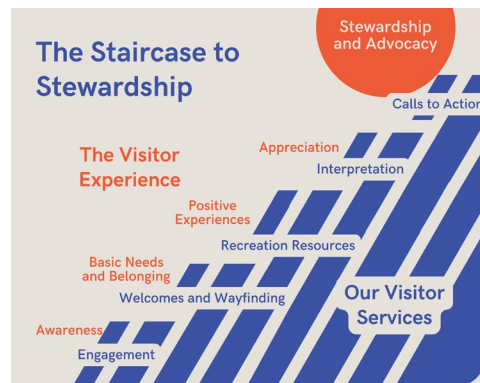 The Staircase to
Stewardship
Stewardship
and Advocacy
Calls to Action
The Visitor
Experience
Appreciation
Interpretation
Positive
Experiences
Recreation Resources
Basic Needs
and Belonging
Welcomes and Wayfinding
Our Visitor
Services
Awareness
Engagement